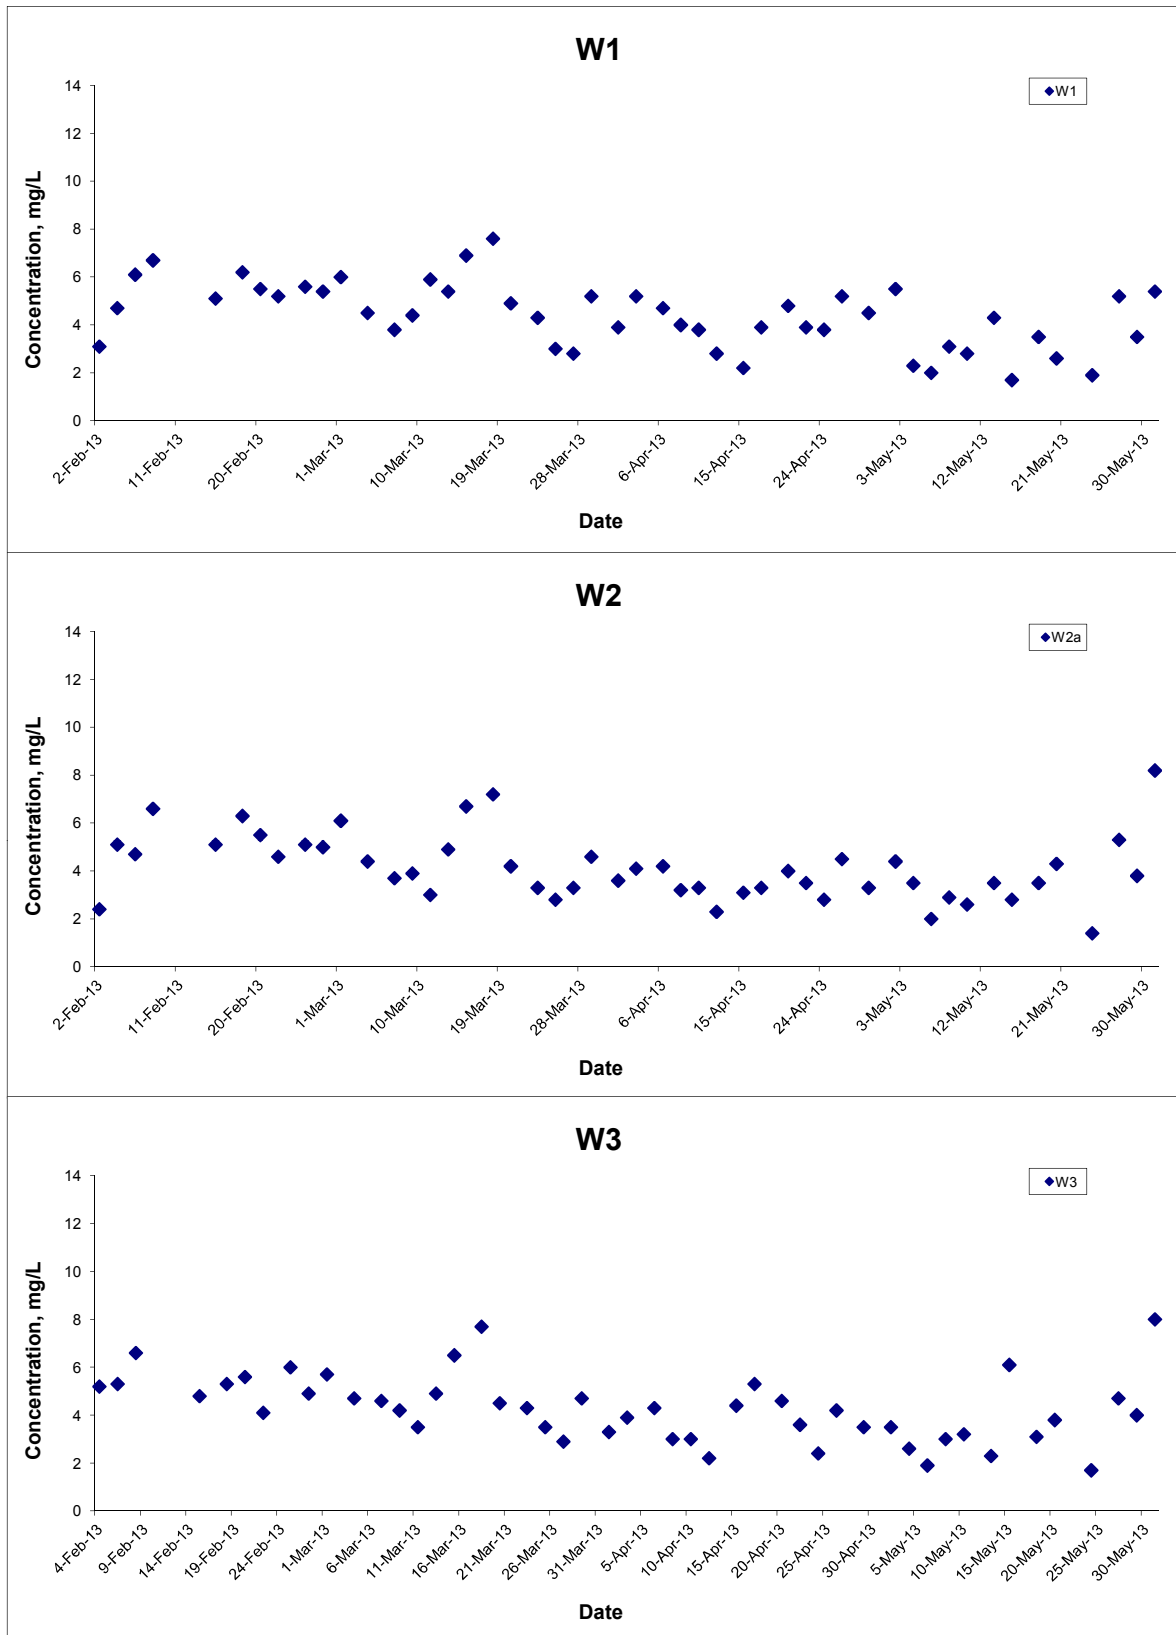 W1
W1
14
12
10
8
6
4
2
0
Concentration, mg/L
2-Feb-13
11-Feb-13
20-Feb-13
1-Mar-13
10-Mar-13
19-Mar-13
28-Mar-13
6-Apr-13
15-Apr-13
24-Apr-13
3-May-13
12-May-13
21-May-13
30-May-13
Date
W2
W2a
14
12
10
8
6
4
2
0
Concentration, mg/L
2-Feb-13
11-Feb-13
20-Feb-13
1-Mar-13
10-Mar-13
19-Mar-13
28-Mar-13
6-Apr-13
15-Apr-13
24-Apr-13
3-May-13
12-May-13
21-May-13
30-May-13
Date
W3
W3
14
12
10
8
6
4
2
0
Concentration, mg/L
4-Feb-13
9-Feb-13
14-Feb-13
19-Feb-13
24-Feb-13
1-Mar-13
6-Mar-13
11-Mar-13
16-Mar-13
21-Mar-13
26-Mar-13
31-Mar-13
5-Apr-13
10-Apr-13
15-Apr-13
20-Apr-13
25-Apr-13
30-Apr-13
5-May-13
10-May-13
15-May-13
20-May-13
25-May-13
30-May-13
Date